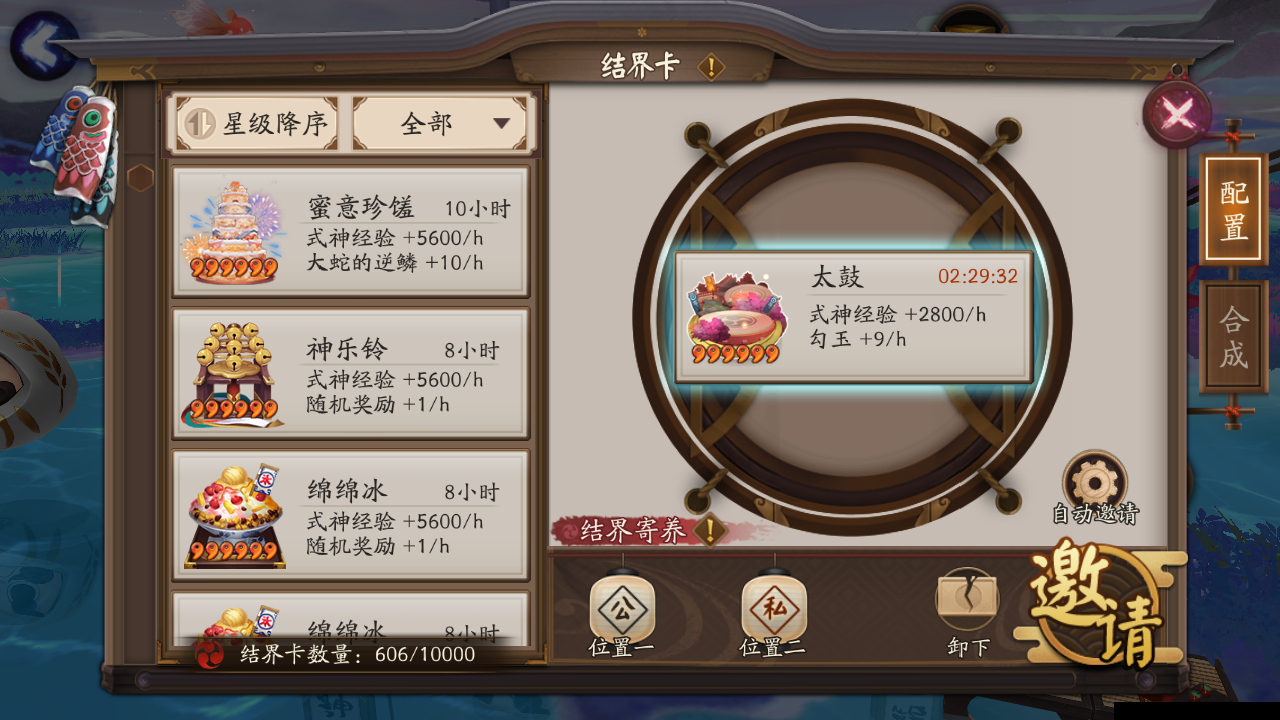 结界卡
星级降序 全部
蜜意珍馐 10小时
式神经验 +5600/h
大蛇的逆鳞 +10/h
神乐铃 8小时
式神经验 +5600/h
随机奖励 +1/h
绵绵冰 8小时
式神经验 +5600/h
随机奖励 +1/h
绵绵冰 8小时
结界卡数量：606/10000
太鼓 02:29:32
式神经验 +2800/h
勾玉 +9/h
自动邀请
结界寄养
公
位置一
私
位置二
卸下
邀请
配置
合成